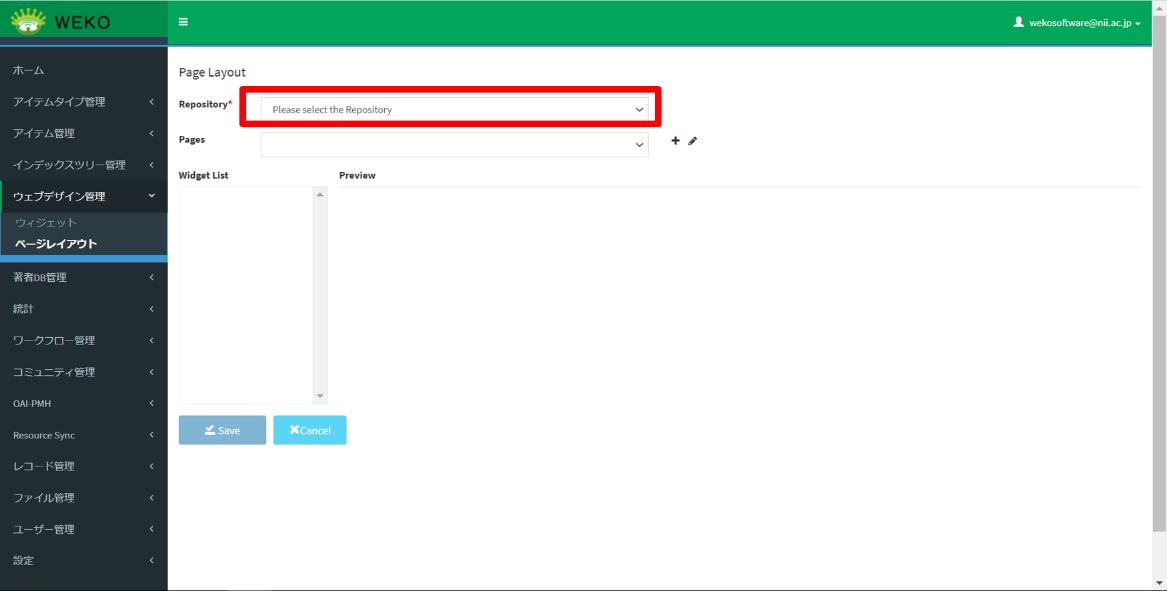 WEKO
wekosoftware@nii.ac.jp
ホーム
アイテムタイプ管理
アイテム管理
インデックスツリー管理
ウェブデザイン管理
ウィジェット
ページレイアウト
著者DB管理
統計
ワークフロー管理
コミュニティ管理
OAI-PMH
Resource Sync
レコード管理
ファイル管理
ユーザー管理
設定
Page Layout
Repository*
Please select the Repository
Pages
Widget List
Preview
Save
Cancel